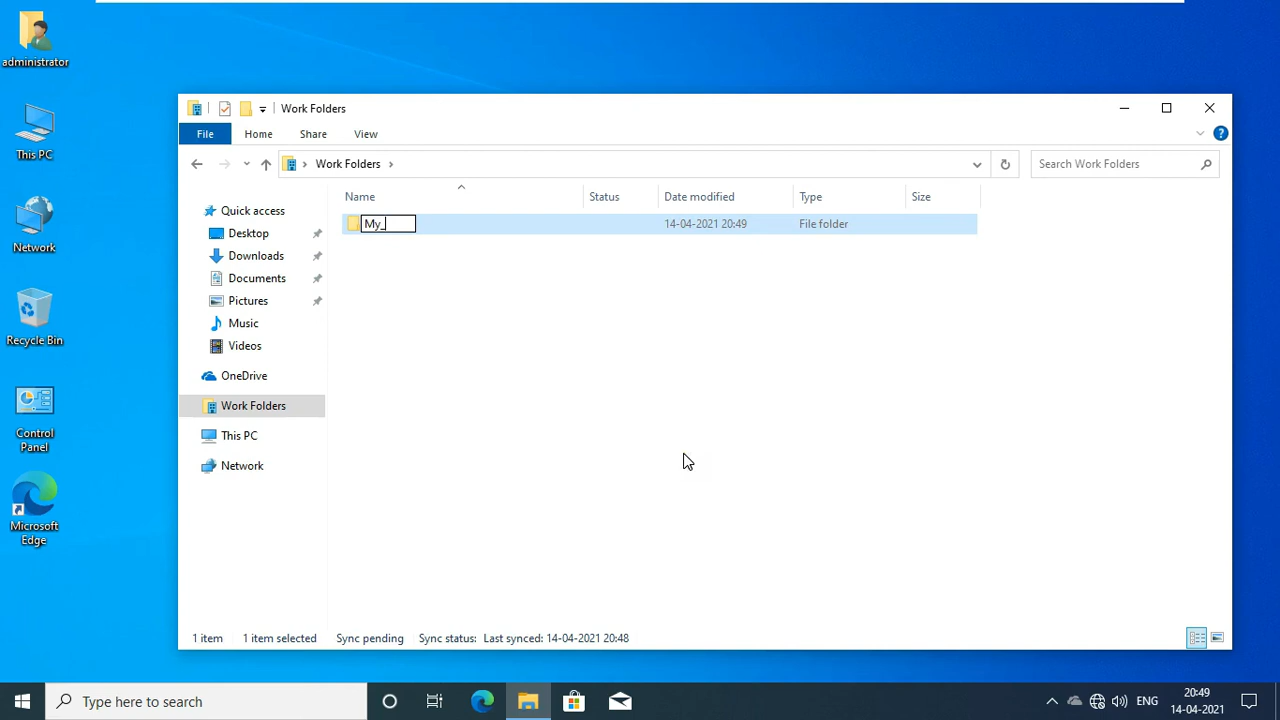 administrator
This PC
Network
Recycle Bin
Control
Panel
Microsoft
Edge
Work Folders
File
Home
Share
View
?
Work Folders
Search Work Folders
Quick access
Desktop
Downloads
Documents
Pictures
Music
Videos
OneDrive
Work Folders
This PC
Network
Name
Status
Date modified
Type
Size
My_
14-04-2021 20:49
File folder
1 item
1 item selected
Sync pending
Sync status:
Last synced: 14-04-2021 20:48
Type here to search
ENG
20:49
14-04-2021